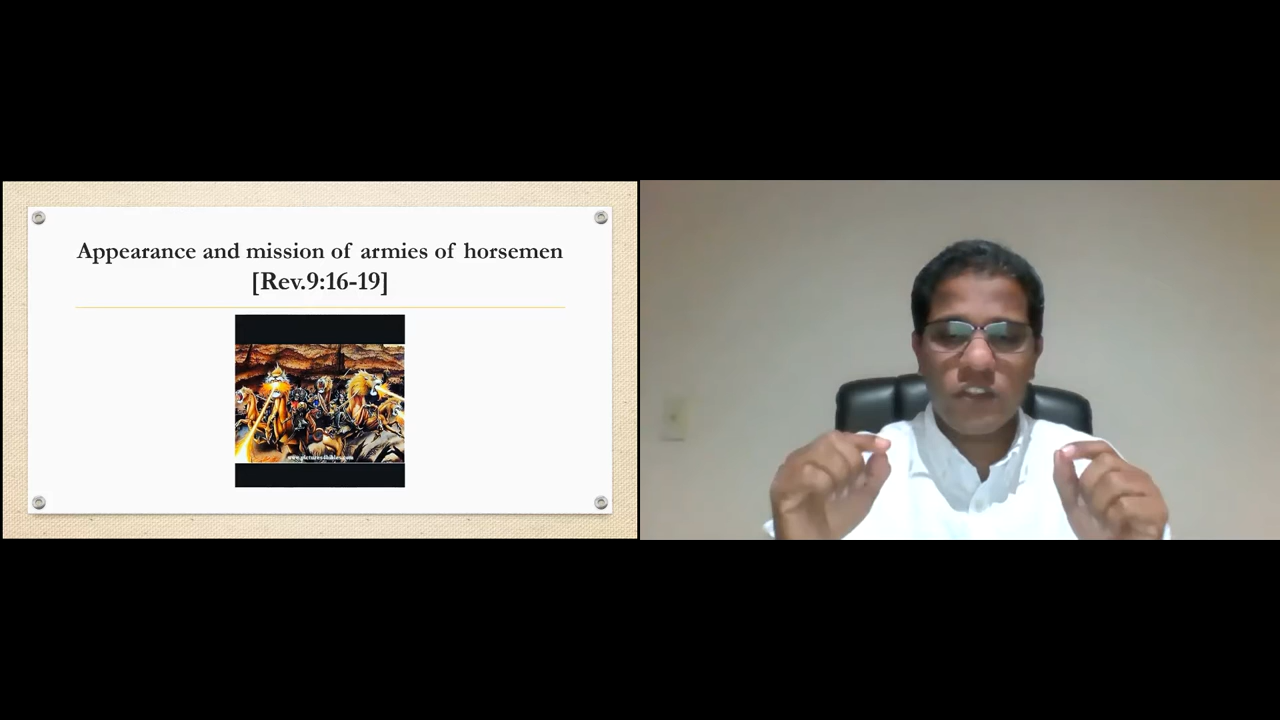 Appearance and mission of armies of horsemen
[Rev.9:16-19]